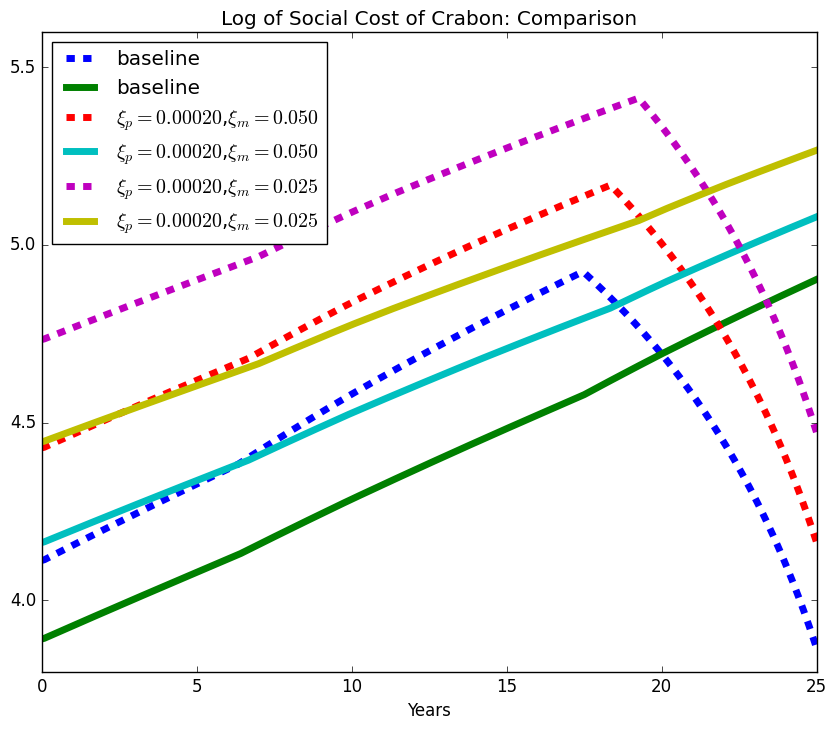 Log of Social Cost of Crabon: Comparison
baseline
baseline
ξₚ = 0.00020,ξₘ = 0.050
ξₚ = 0.00020,ξₘ = 0.050
ξₚ = 0.00020,ξₘ = 0.025
ξₚ = 0.00020,ξₘ = 0.025
5.5
5.0
4.5
4.0
0 5 10 15 20 25
Years